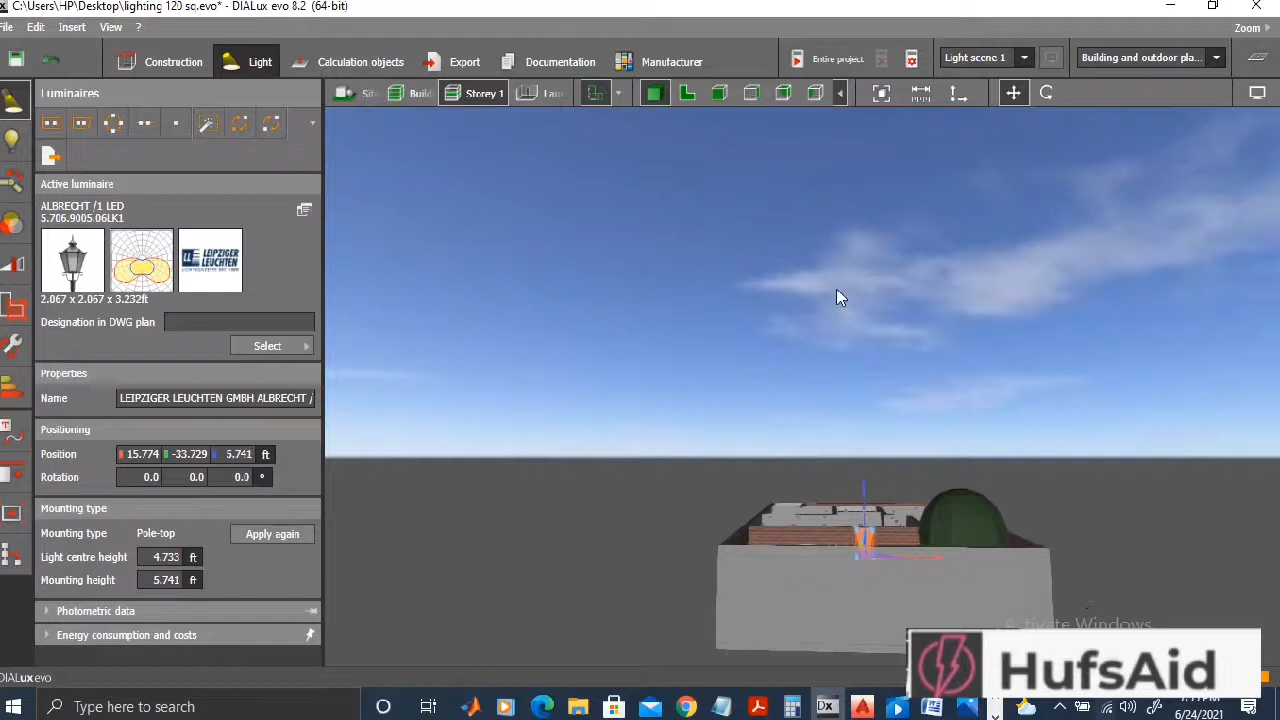 C:\Users\HP\Desktop\lighting 120 sq.evo* - DIALux evo 8.2 (64-bit)
File Edit Insert View ?
Zoom
Construction Light Calculation objects Export Documentation Manufacturer Entire project Light scene 1 Building and outdoor pla...
Luminaires
Storey 1
Active luminaire
ALBRECHT /1 LED
5.706.9005.06LK1
LEIPZIGER LEUCHTEN
2.067 x 2.067 x 3.232ft
Designation in DWG plan
Select
Properties
Name LEIPZIGER LEUCHTEN GMBH ALBRECHT /
Positioning
Position 15.774 -33.729 5.741 ft
Rotation 0.0 0.0 0.0 °
Mounting type
Mounting type Pole-top Apply again
Light centre height 4.733 ft
Mounting height 5.741 ft
Photometric data
Energy consumption and costs
Activate Windows
HufsAid
DIALux evo
Type here to search
Dx
6/24/2021